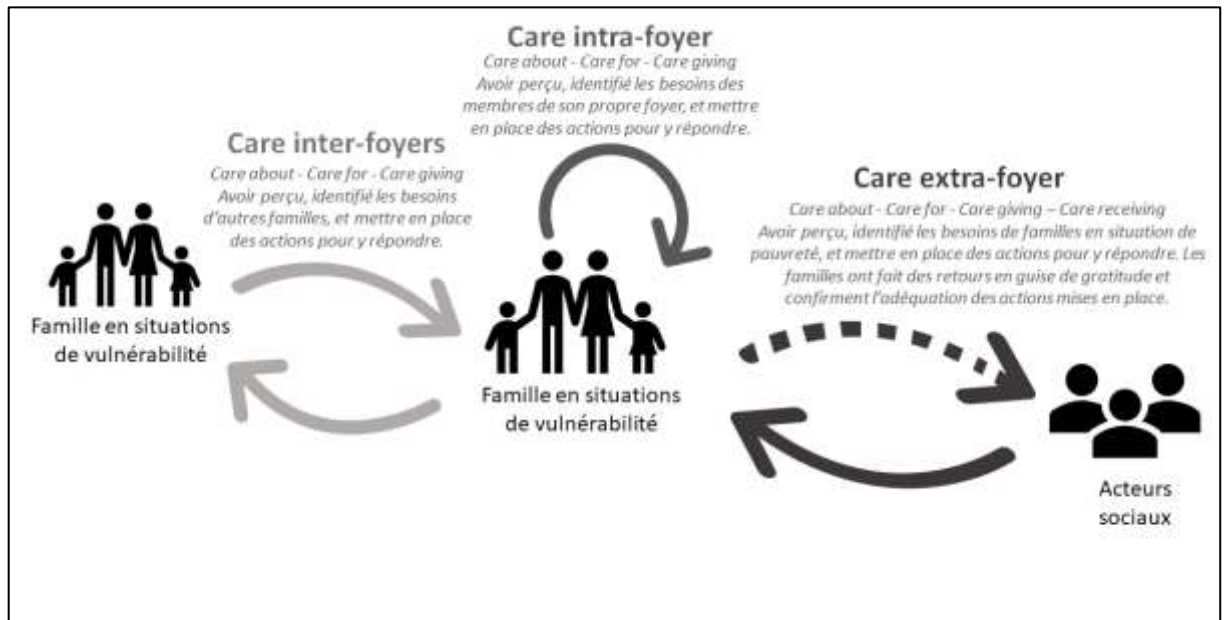 Care intra-foyer
Care about - Care for - Care giving
Avoir perçu, identifié les besoins des
membres de son propre foyer, et mettre
en place des actions pour y répondre.
Care inter-foyers
Care about - Care for - Care giving
Avoir perçu, identifié les besoins
d'autres familles, et mettre en place
des actions pour y répondre.
Care extra-foyer
Care about - Care for - Care giving – Care receiving
Avoir perçu, identifié les besoins de familles en situation de
pauvreté, et mettre en place des actions pour y répondre. Les
familles ont fait des retours en guise de gratitude et
confirment l'adéquation des actions mises en place.
Famille en situations
de vulnérabilité
Famille en situations
de vulnérabilité
Acteurs
sociaux